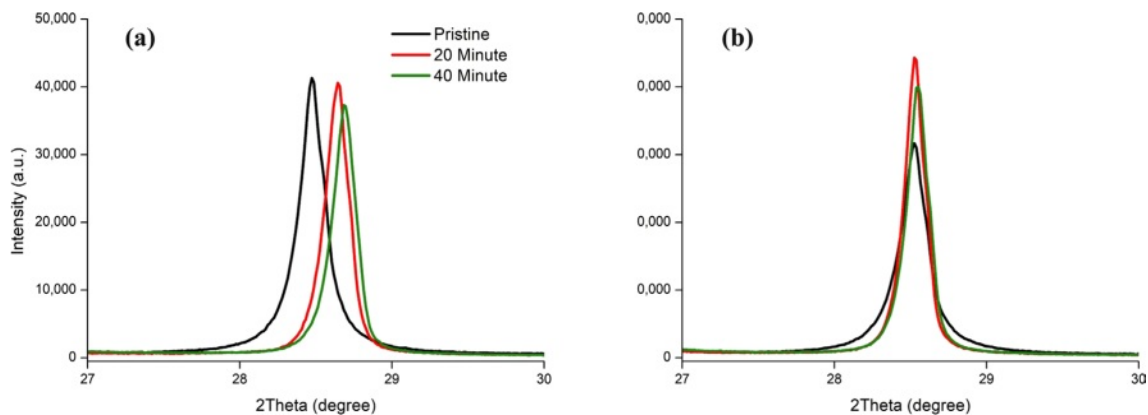 50,000
(a)
Pristine
20 Minute
40 Minute
40,000
30,000
20,000
10,000
0
Intensity (a.u.)
27
28
29
30
2Theta (degree)
0,000
(b)
0,000
0,000
0,000
0,000
0
27
28
29
30
2Theta (degree)